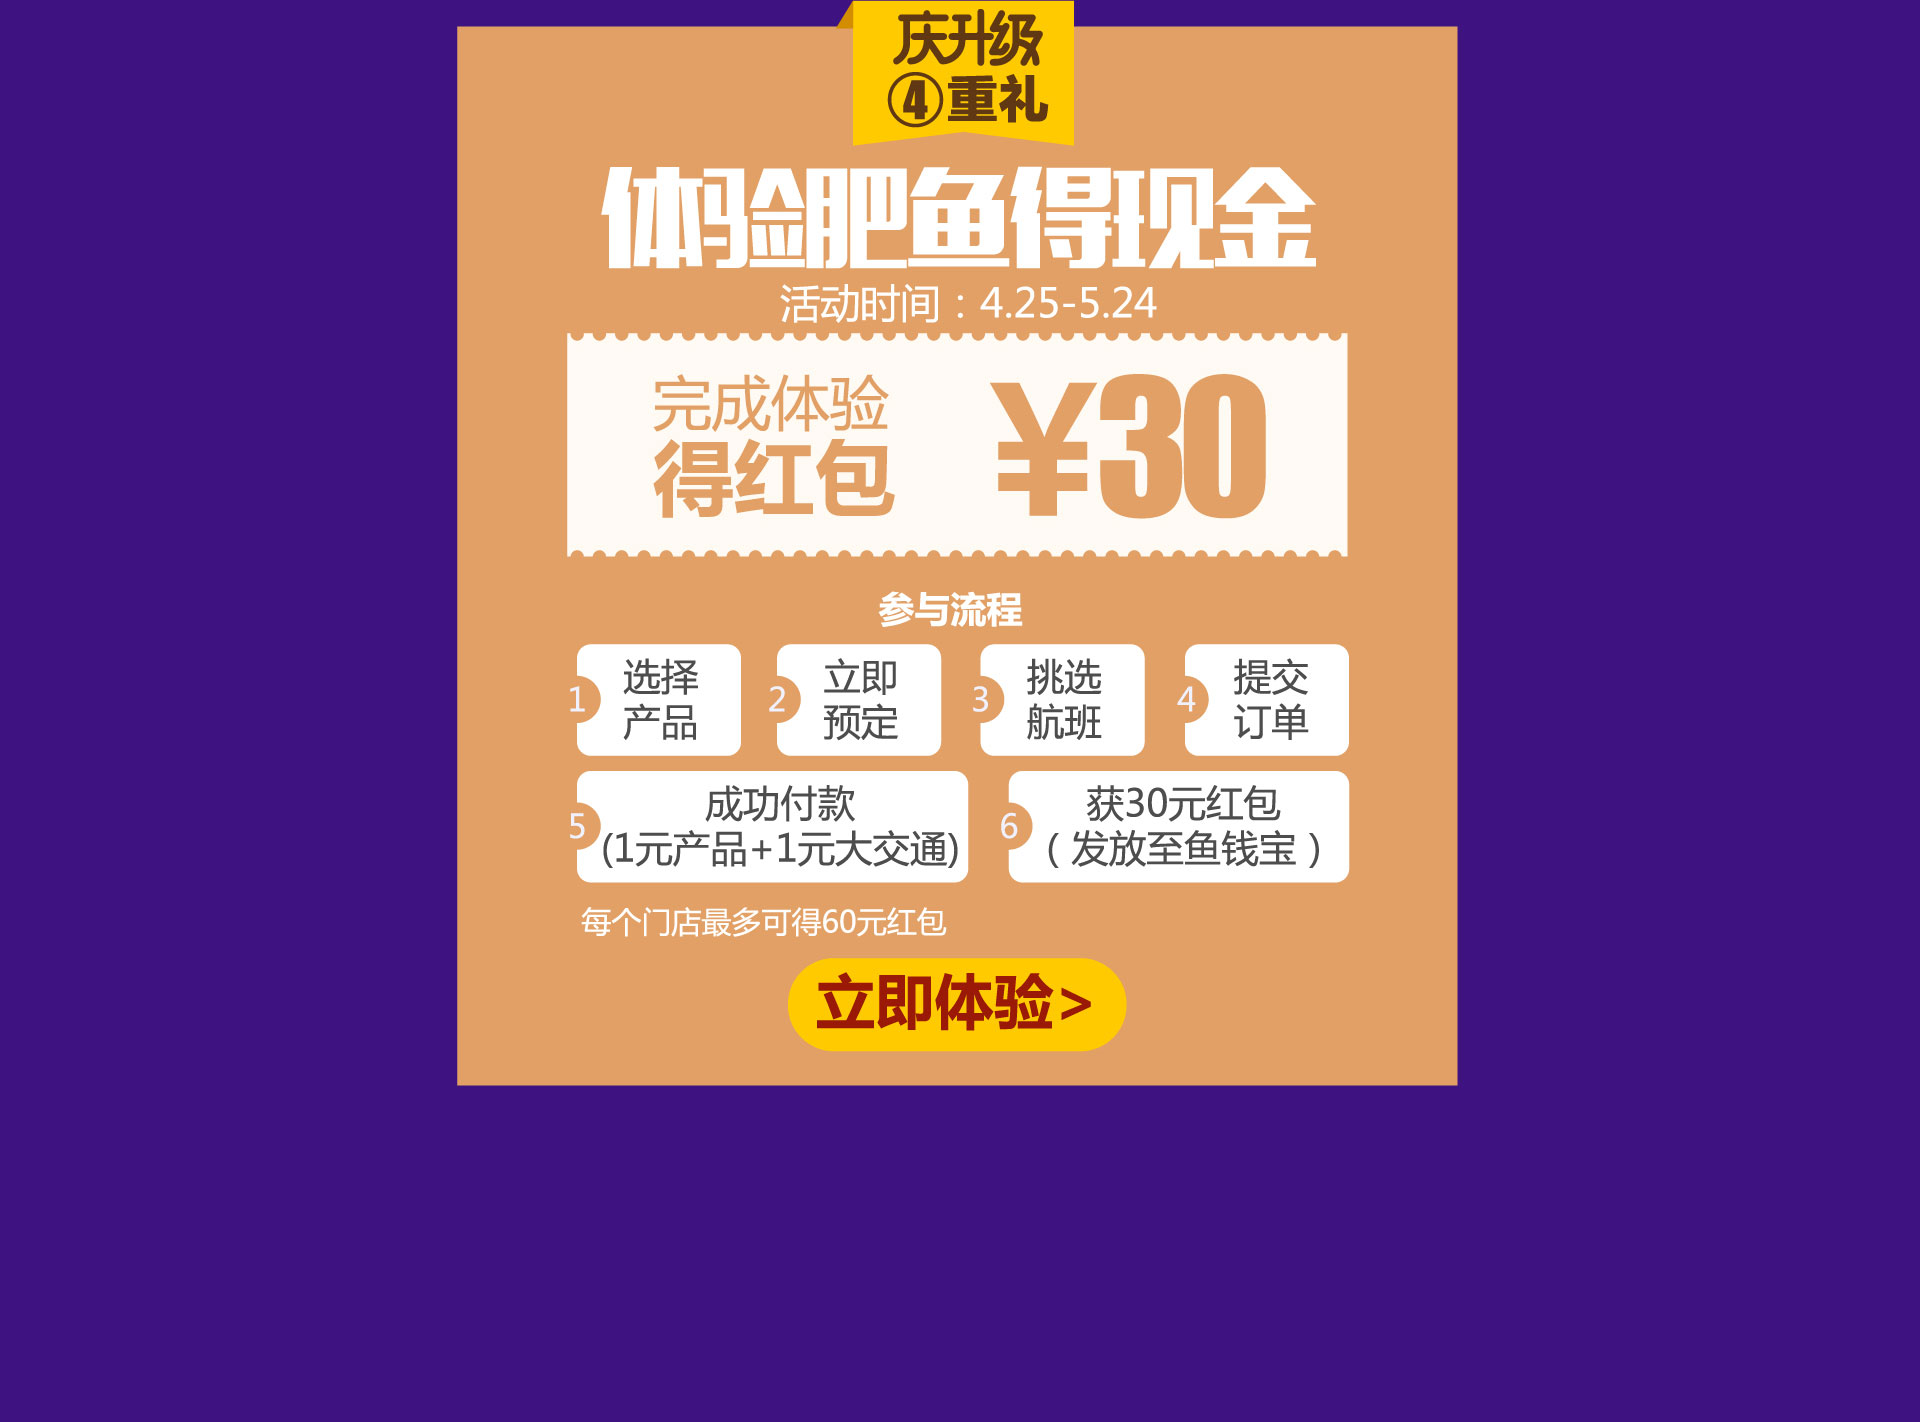 庆升级
④重礼
体验肥鱼得现金
活动时间：4.25-5.24
完成体验
得红包
¥30
参与流程
1
选择
产品
2
立即
预定
3
挑选
航班
4
提交
订单
5
成功付款
(1元产品+1元大交通)
6
获30元红包
（发放至鱼钱宝）
每个门店最多可得60元红包
立即体验>